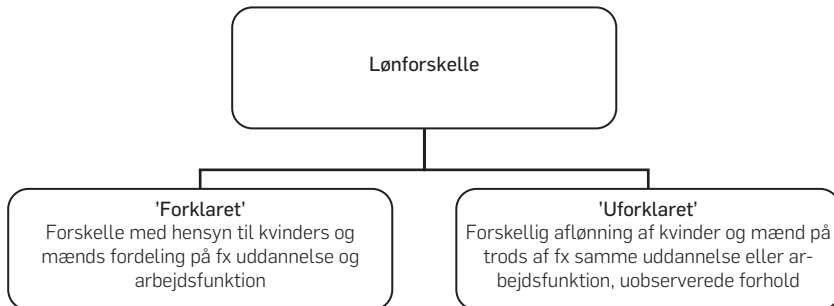 Lønforskelle
'Forklaret'
Forskelle med hensyn til kvinders og
mænds fordeling på fx uddannelse og
arbejdsfunktion
'Uforklaret'
Forskellig aflønning af kvinder og mænd på
trods af fx samme uddannelse eller ar-
bejdsfunktion, uobserverede forhold